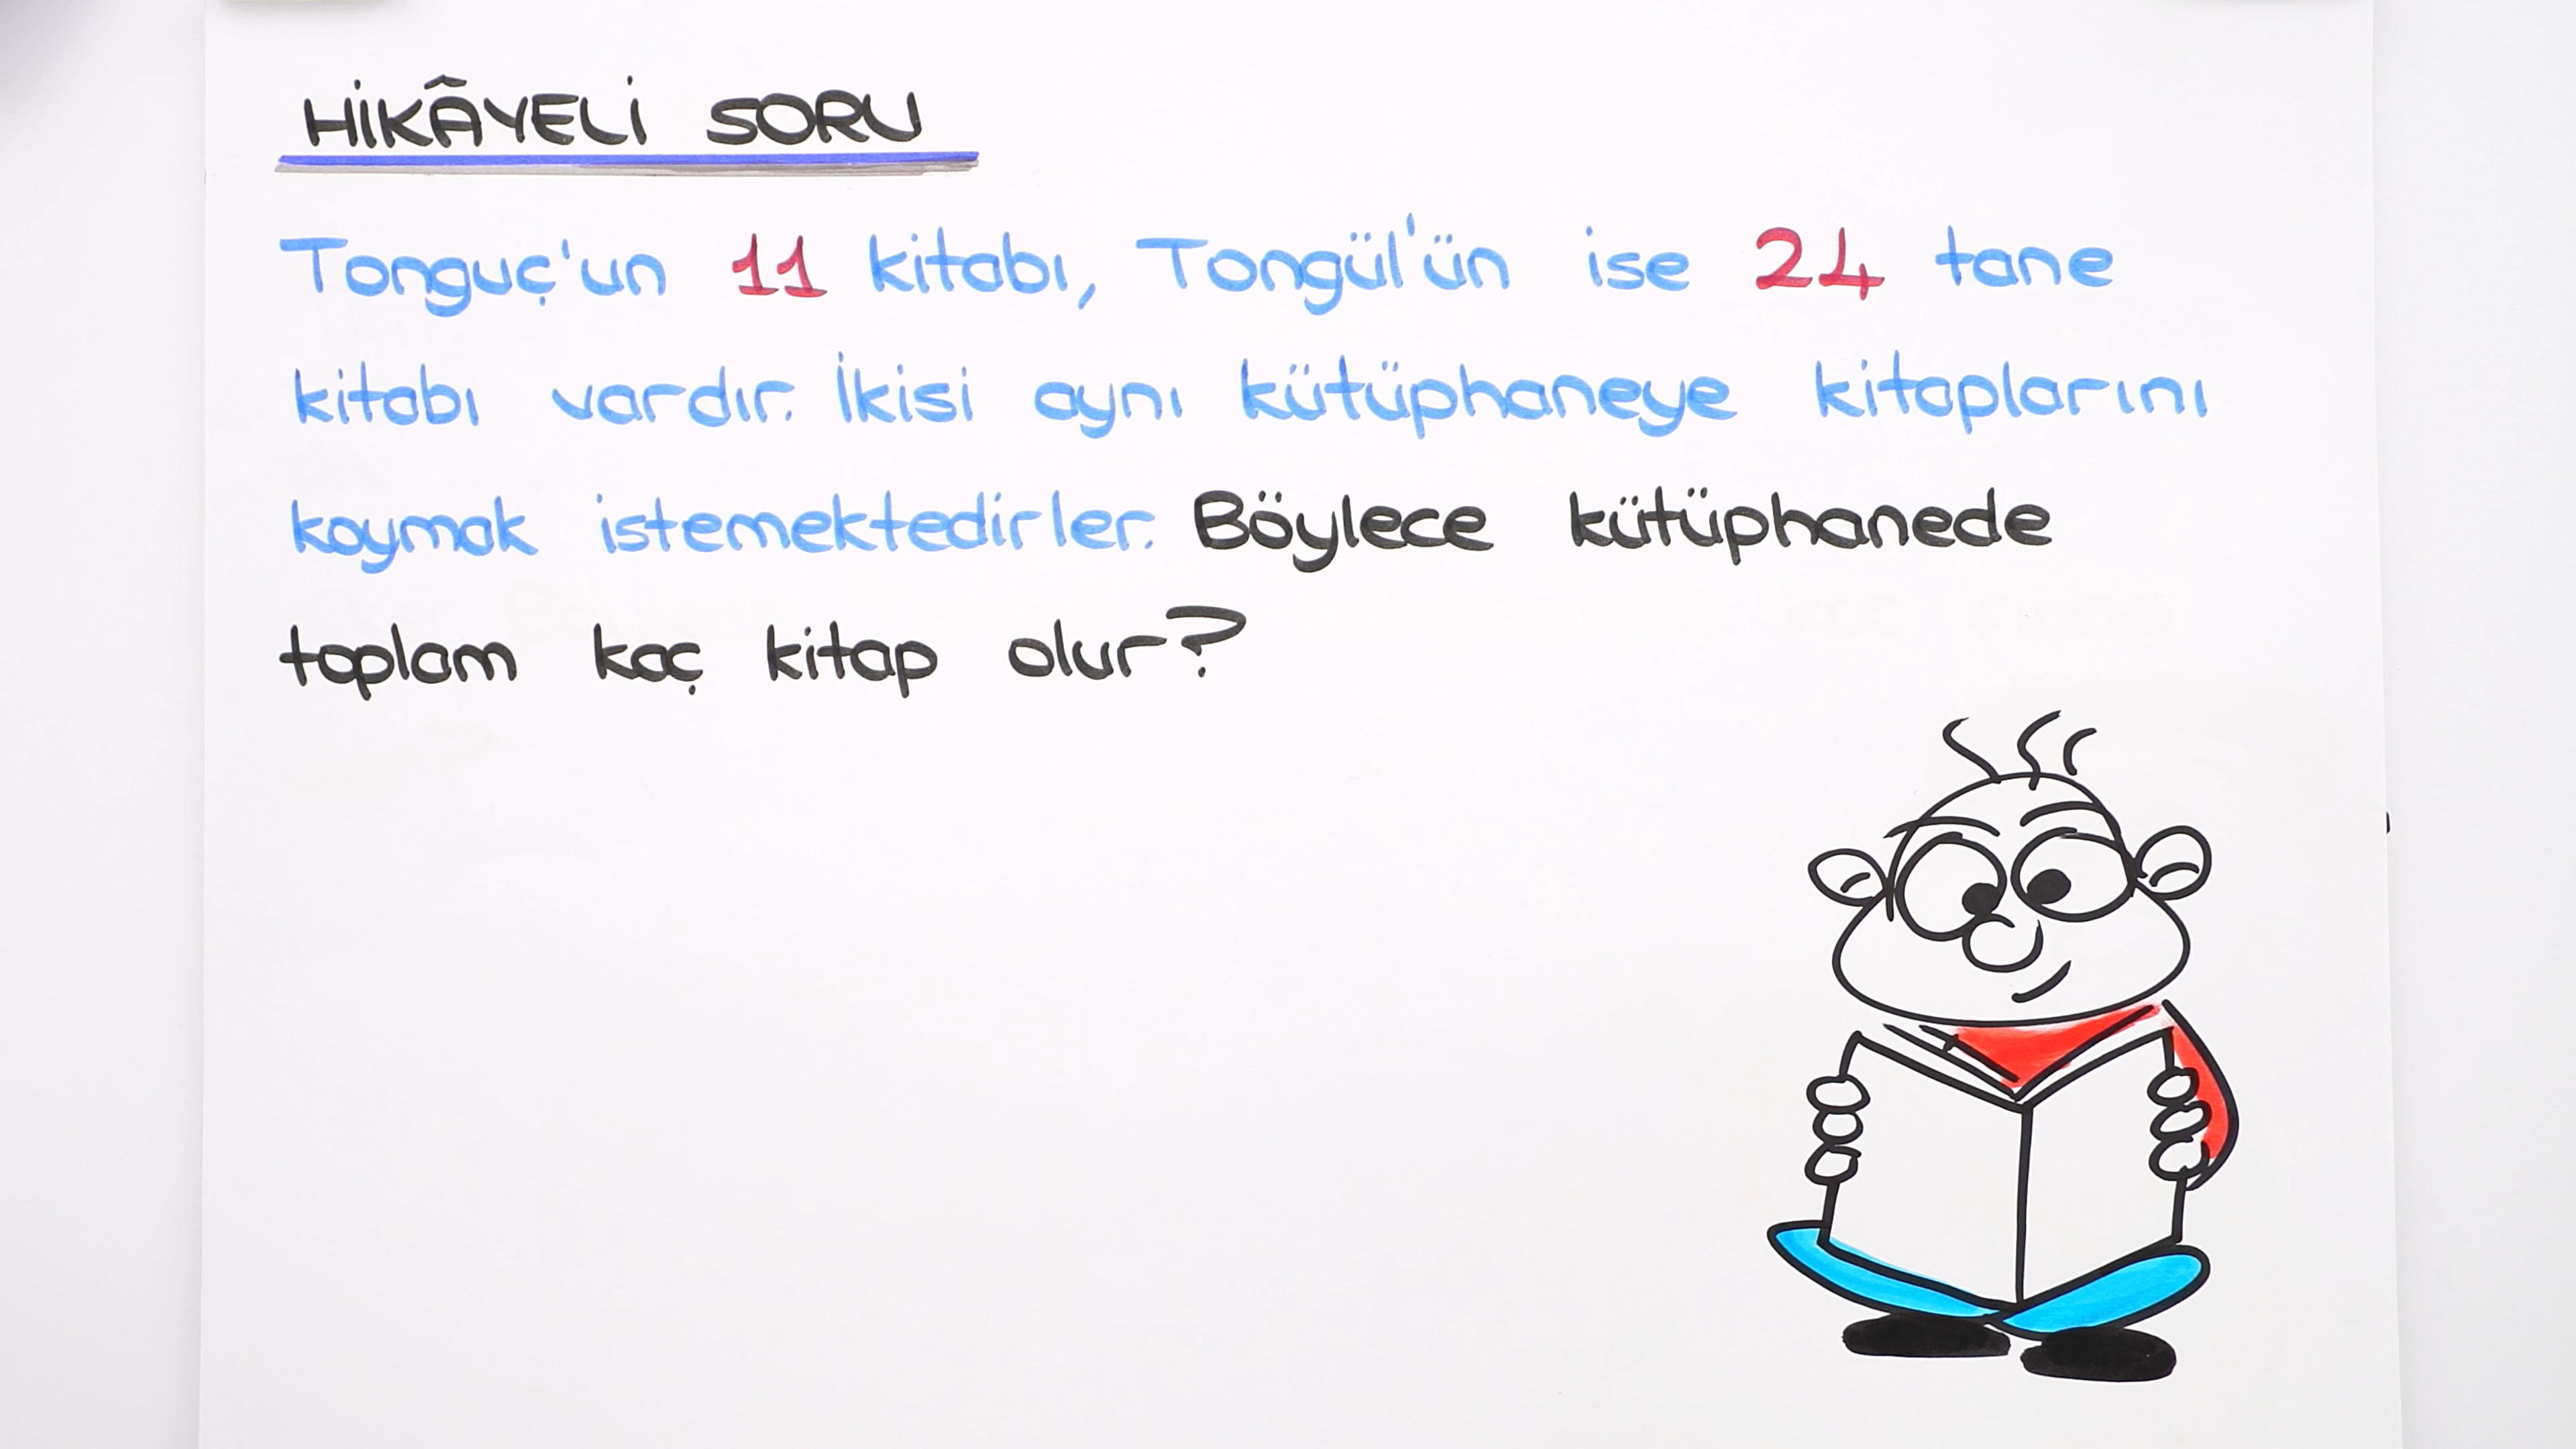 HİKÂYELİ SORU
Tonguç'un 11 kitabı, Tongül'ün ise 24 tane
kitabı vardır. İkisi aynı kütüphaneye kitaplarını
koymak istemektedirler. Böylece kütüphanede
toplam kaç kitap olur?